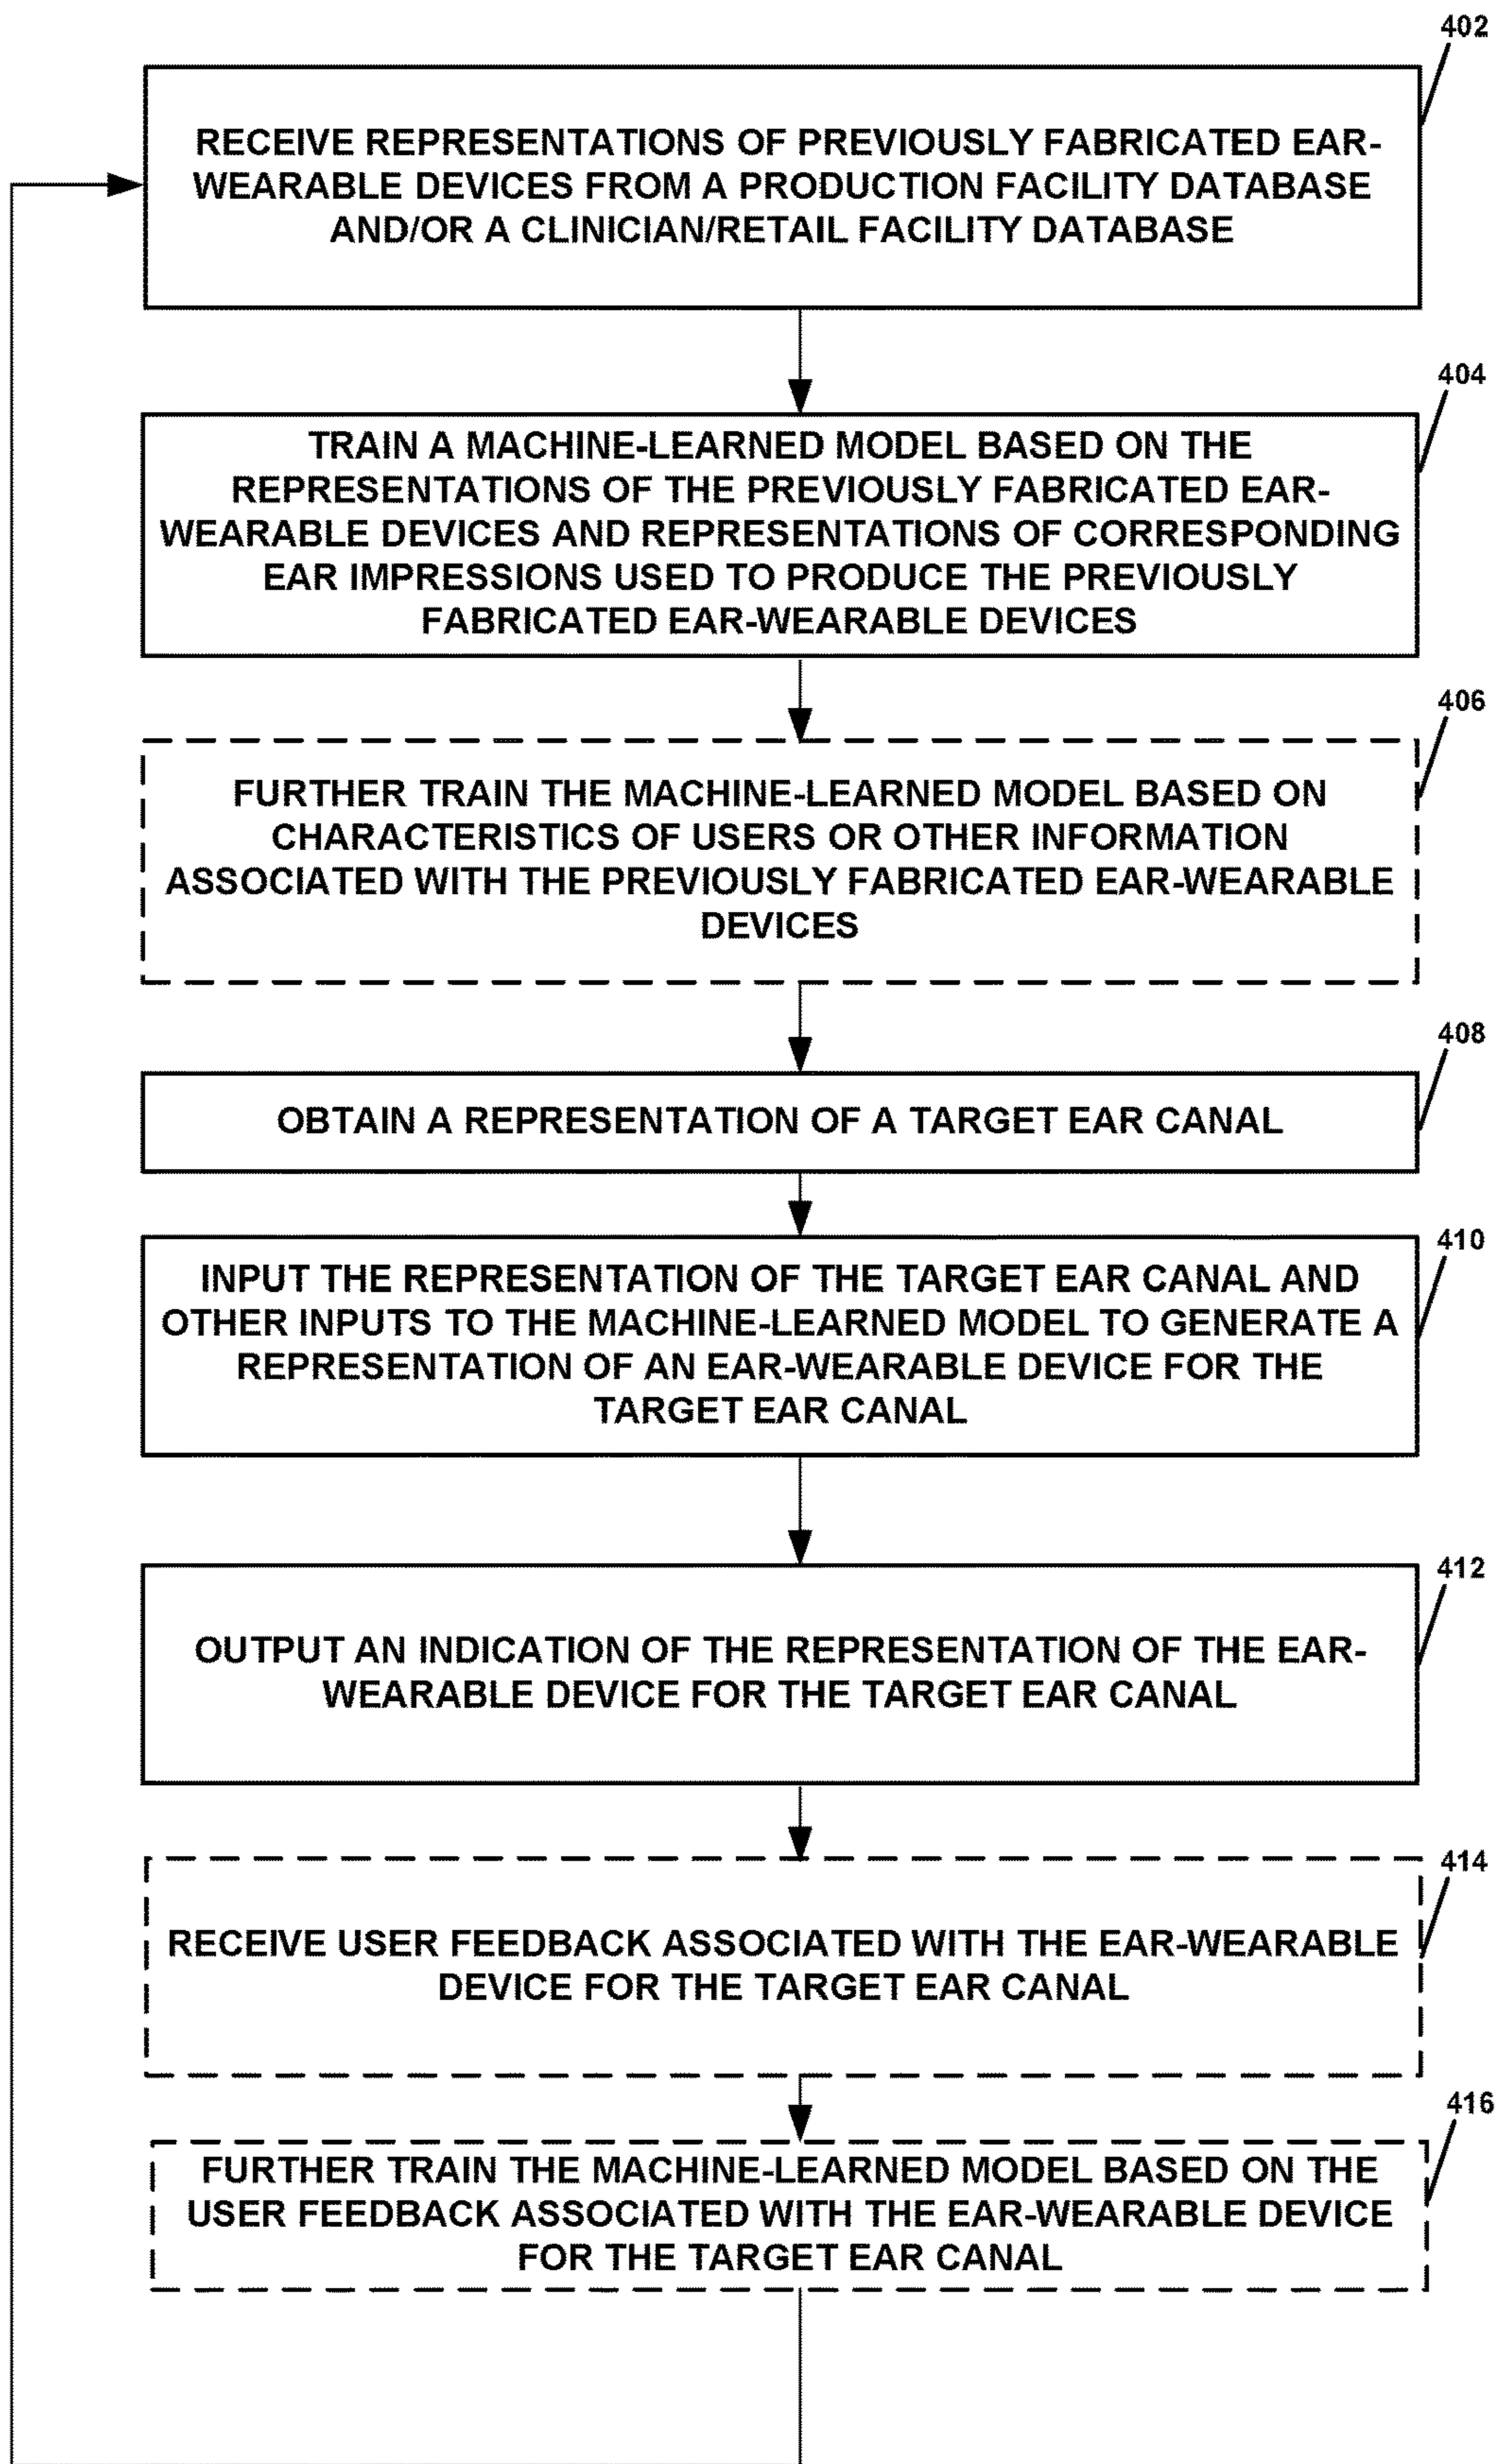 402
RECEIVE REPRESENTATIONS OF PREVIOUSLY FABRICATED EAR-
WEARABLE DEVICES FROM A PRODUCTION FACILITY DATABASE
AND/OR A CLINICIAN/RETAIL FACILITY DATABASE
404
TRAIN A MACHINE-LEARNED MODEL BASED ON THE
REPRESENTATIONS OF THE PREVIOUSLY FABRICATED EAR-
WEARABLE DEVICES AND REPRESENTATIONS OF CORRESPONDING
EAR IMPRESSIONS USED TO PRODUCE THE PREVIOUSLY
FABRICATED EAR-WEARABLE DEVICES
406
FURTHER TRAIN THE MACHINE-LEARNED MODEL BASED ON
CHARACTERISTICS OF USERS OR OTHER INFORMATION
ASSOCIATED WITH THE PREVIOUSLY FABRICATED EAR-WEARABLE
DEVICES
408
OBTAIN A REPRESENTATION OF A TARGET EAR CANAL
410
INPUT THE REPRESENTATION OF THE TARGET EAR CANAL AND
OTHER INPUTS TO THE MACHINE-LEARNED MODEL TO GENERATE A
REPRESENTATION OF AN EAR-WEARABLE DEVICE FOR THE
TARGET EAR CANAL
412
OUTPUT AN INDICATION OF THE REPRESENTATION OF THE EAR-
WEARABLE DEVICE FOR THE TARGET EAR CANAL
414
RECEIVE USER FEEDBACK ASSOCIATED WITH THE EAR-WEARABLE
DEVICE FOR THE TARGET EAR CANAL
416
FURTHER TRAIN THE MACHINE-LEARNED MODEL BASED ON THE
USER FEEDBACK ASSOCIATED WITH THE EAR-WEARABLE DEVICE
FOR THE TARGET EAR CANAL